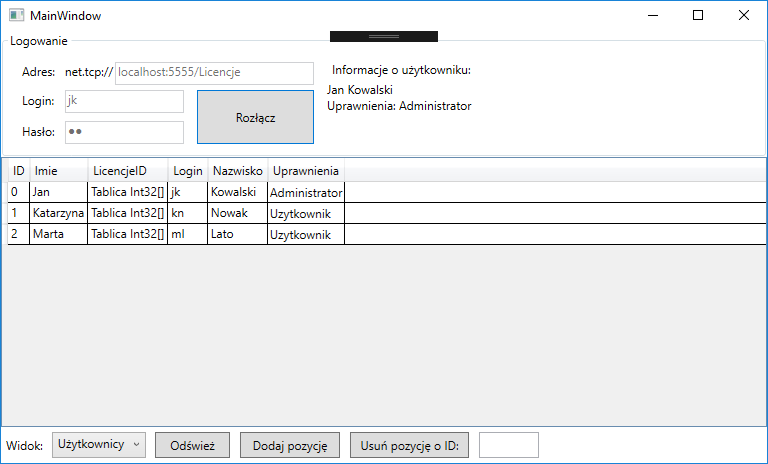 MainWindow
Logowanie
Adres: net.tcp:// localhost:5555/Licencje
Informacje o użytkowniku:
Login: jk
Jan Kowalski
Uprawnienia: Administrator
Rozłącz
Hasło: ●●
ID Imie LicencjeID Login Nazwisko Uprawnienia
0 Jan Tablica Int32[] jk Kowalski Administrator
1 Katarzyna Tablica Int32[] kn Nowak Uzytkownik
2 Marta Tablica Int32[] ml Lato Uzytkownik
Widok: Użytkownicy Odśwież Dodaj pozycję Usuń pozycję o ID: